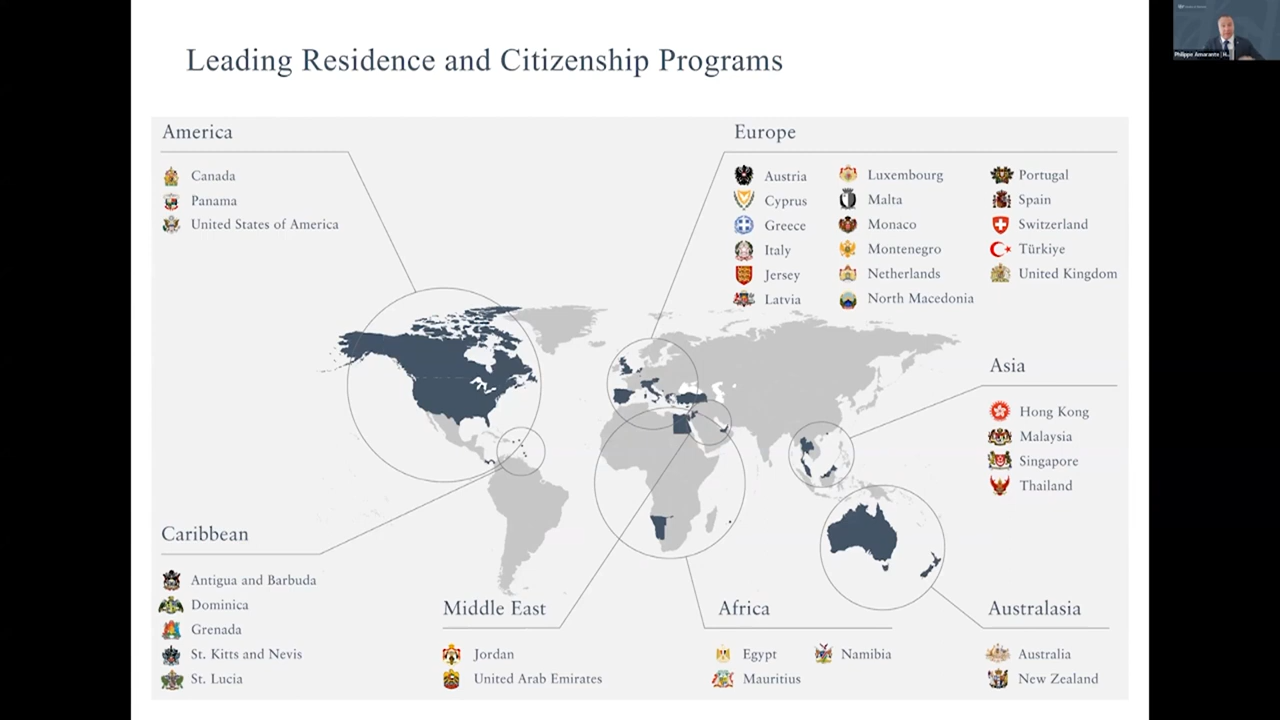 Leading Residence and Citizenship Programs
America
Canada
Panama
United States of America
Europe
Austria
Cyprus
Greece
Italy
Jersey
Latvia
Luxembourg
Malta
Monaco
Montenegro
Netherlands
North Macedonia
Portugal
Spain
Switzerland
Türkiye
United Kingdom
Asia
Hong Kong
Malaysia
Singapore
Thailand
Caribbean
Antigua and Barbuda
Dominica
Grenada
St. Kitts and Nevis
St. Lucia
Middle East
Jordan
United Arab Emirates
Africa
Egypt
Mauritius
Namibia
Australasia
Australia
New Zealand
Philippe Amarante | H...